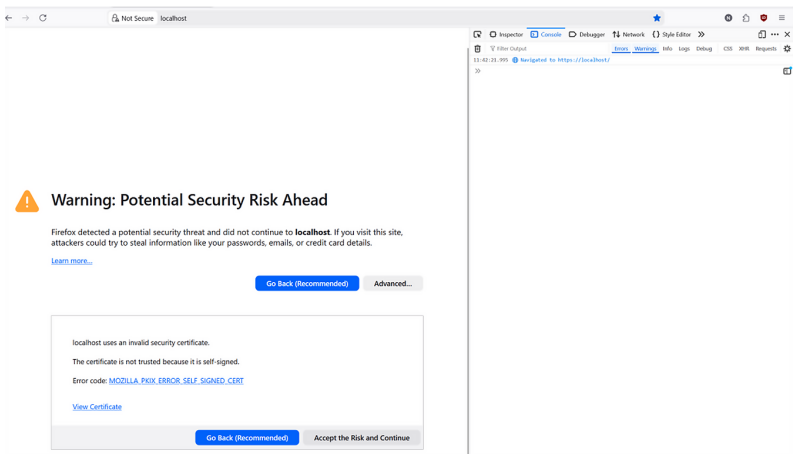 Not Secure localhost
Inspector Console Debugger Network Style Editor
Filter Output Errors Warnings Info Logs Debug CSS XHR Requests
Navigated to https://localhost/
Warning: Potential Security Risk Ahead
Firefox detected a potential security threat and did not continue to localhost. If you visit this site,
attackers could try to steal information like your passwords, emails, or credit card details.
Learn more...
Go Back (Recommended) Advanced...
localhost uses an invalid security certificate.
The certificate is not trusted because it is self-signed.
Error code: MOZILLA_PKIX_ERROR_SELF_SIGNED_CERT
View Certificate
Go Back (Recommended) Accept the Risk and Continue